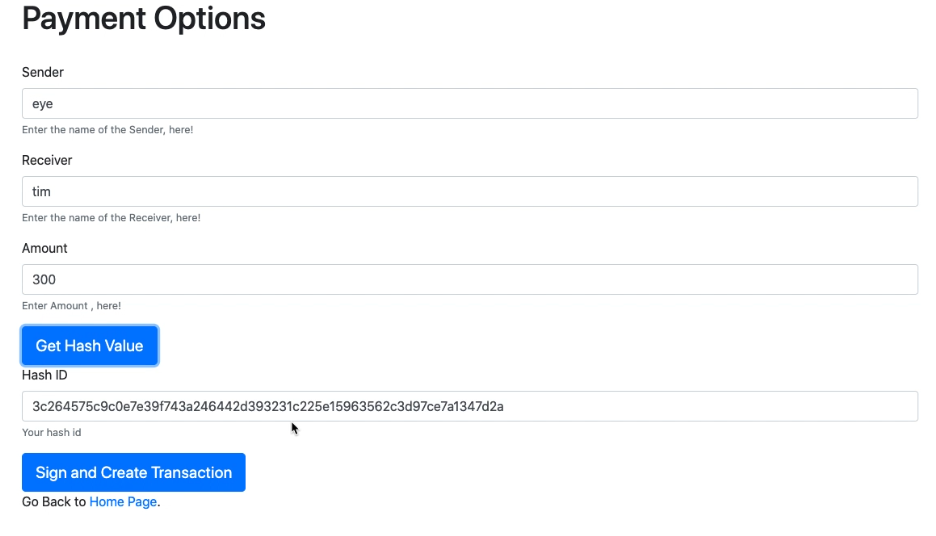 Payment Options
Sender
eye
Enter the name of the Sender, here!
Receiver
tim
Enter the name of the Receiver, here!
Amount
300
Enter Amount , here!
Get Hash Value
Hash ID
3c264575c9c0e7e39f743a246442d393231c225e15963562c3d97ce7a1347d2a
Your hash id
Sign and Create Transaction
Go Back to Home Page.